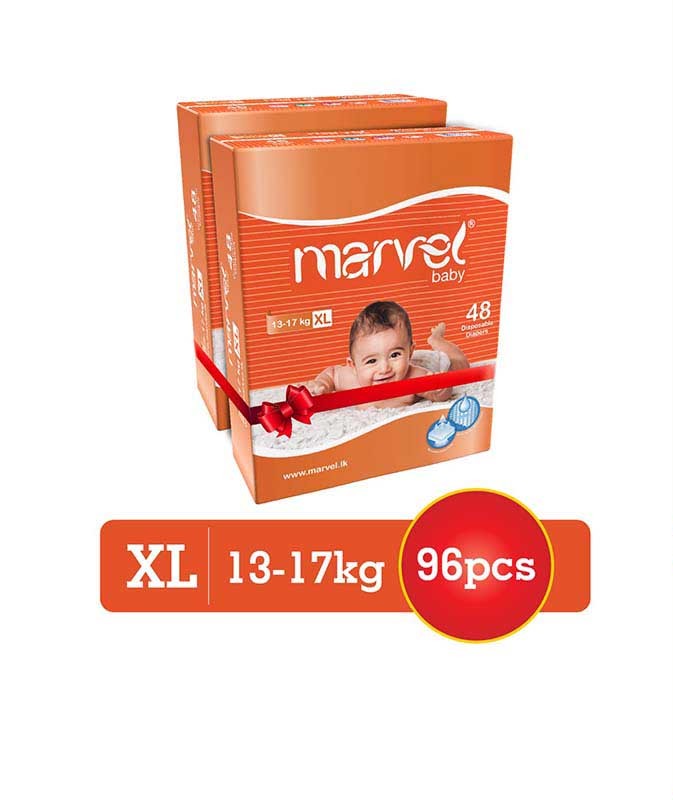 marvel®
baby
13-17 kg XL
48
Disposable
Diapers
www.marvel.lk
XL
13-17kg
96pcs